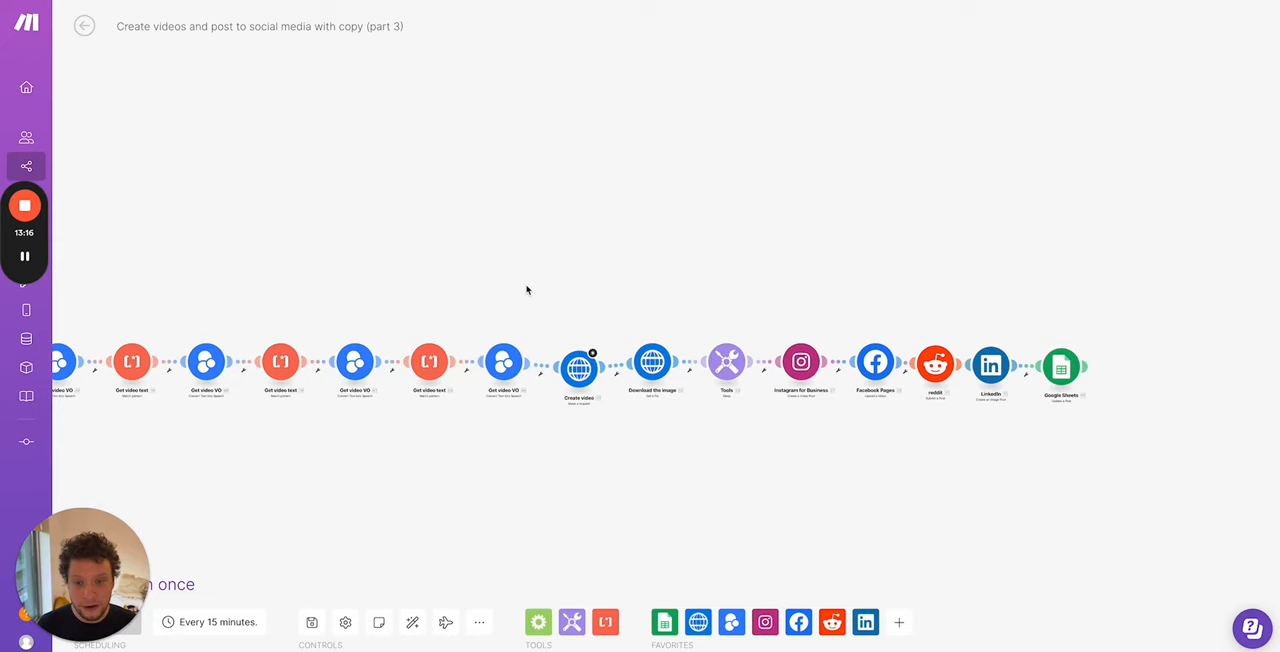 Create videos and post to social media with copy (part 3)
13:16
video VO
Get video text
Get video VO
Get video text
Get video VO
Get video text
Get video VO
Create video
Download the image
Tools
Instagram for Business
Facebook Pages
reddit
LinkedIn
Google Sheets
once
Every 15 minutes.
SCHEDULING
CONTROLS
TOOLS
FAVORITES